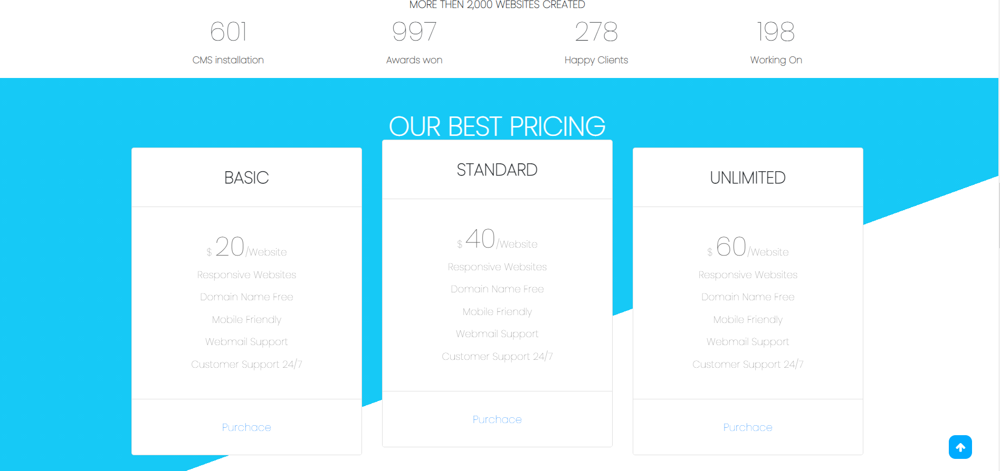 MORE THEN 2,000 WEBSITES CREATED
601
997
278
198
CMS installation
Awards won
Happy Clients
Working On
OUR BEST PRICING
BASIC
$ 20/Website
Responsive Websites
Domain Name Free
Mobile Friendly
Webmail Support
Customer Support 24/7
Purchace
STANDARD
$ 40/Website
Responsive Websites
Domain Name Free
Mobile Friendly
Webmail Support
Customer Support 24/7
Purchace
UNLIMITED
$ 60/Website
Responsive Websites
Domain Name Free
Mobile Friendly
Webmail Support
Customer Support 24/7
Purchace